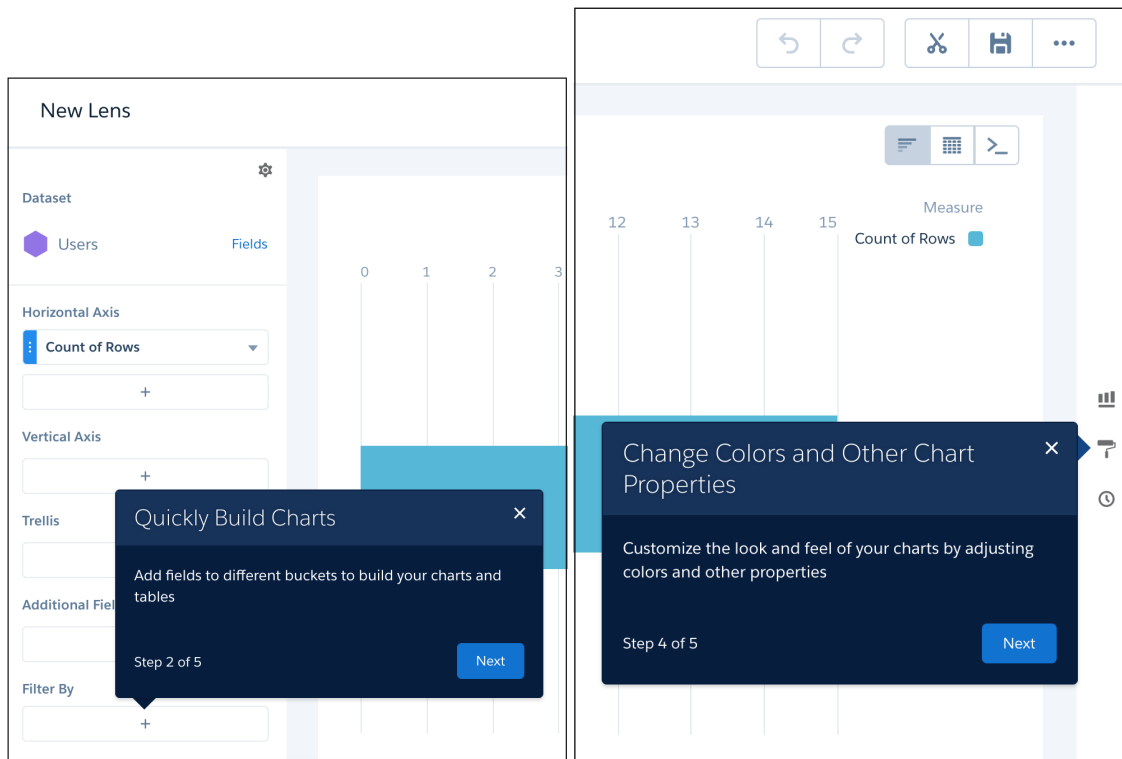 New Lens
Dataset
Users
Fields
Horizontal Axis
Count of Rows
+
Vertical Axis
+
Trellis
Additional Fiel
Filter By
+
0 1 2 3
Quickly Build Charts
Add fields to different buckets to build your charts and
tables
Step 2 of 5
Next
Measure
Count of Rows
12 13 14 15
Change Colors and Other Chart
Properties
Customize the look and feel of your charts by adjusting
colors and other properties
Step 4 of 5
Next